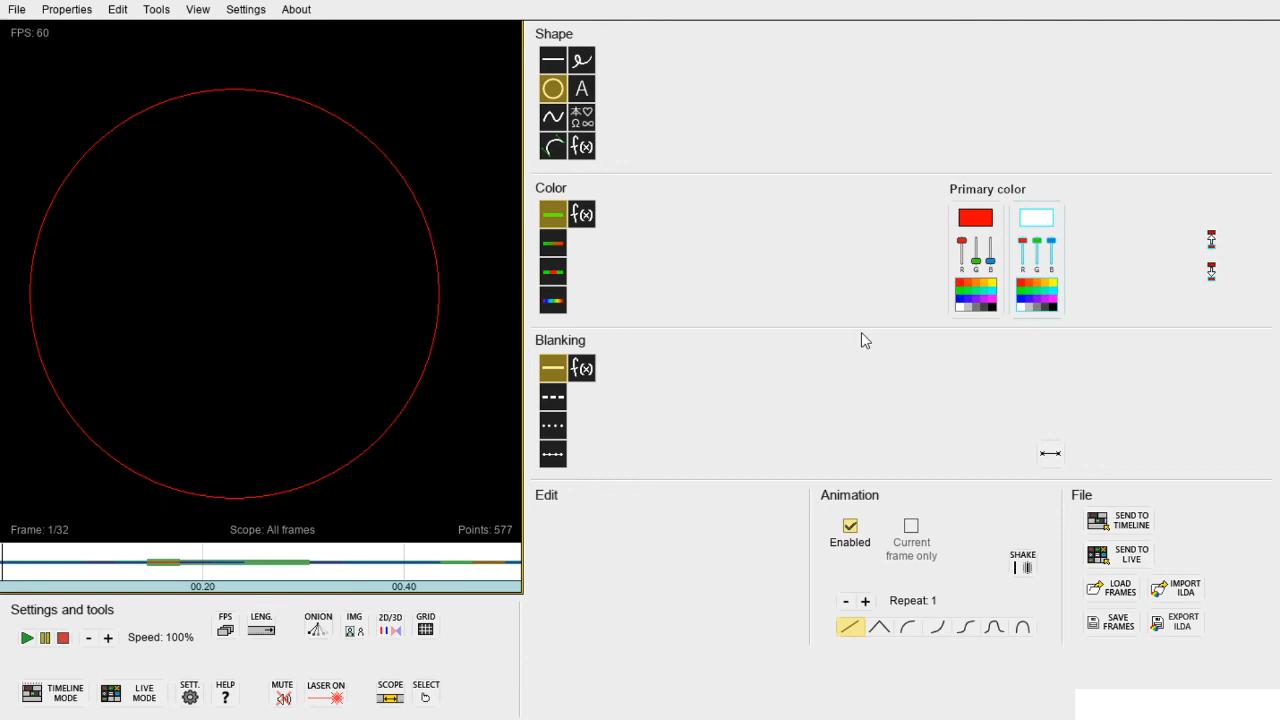 File Properties Edit Tools View Settings About
FPS: 60
Shape
A
本♡
Ω∞
f(x)
Color
Primary color
f(x)
R G B
R G B
Blanking
f(x)
Edit
Animation
File
Enabled
Current
frame only
SHAKE
SEND TO
TIMELINE
SEND TO
LIVE
LOAD
FRAMES
IMPORT
ILDA
SAVE
FRAMES
EXPORT
ILDA
- + Repeat: 1
Frame: 1/32 Scope: All frames Points: 577
00.20 00.40
Settings and tools
- + Speed: 100%
FPS LENG. ONION IMG 2D/3D GRID
TIMELINE
MODE
LIVE
MODE
SETT. HELP
?
MUTE LASER ON SCOPE SELECT